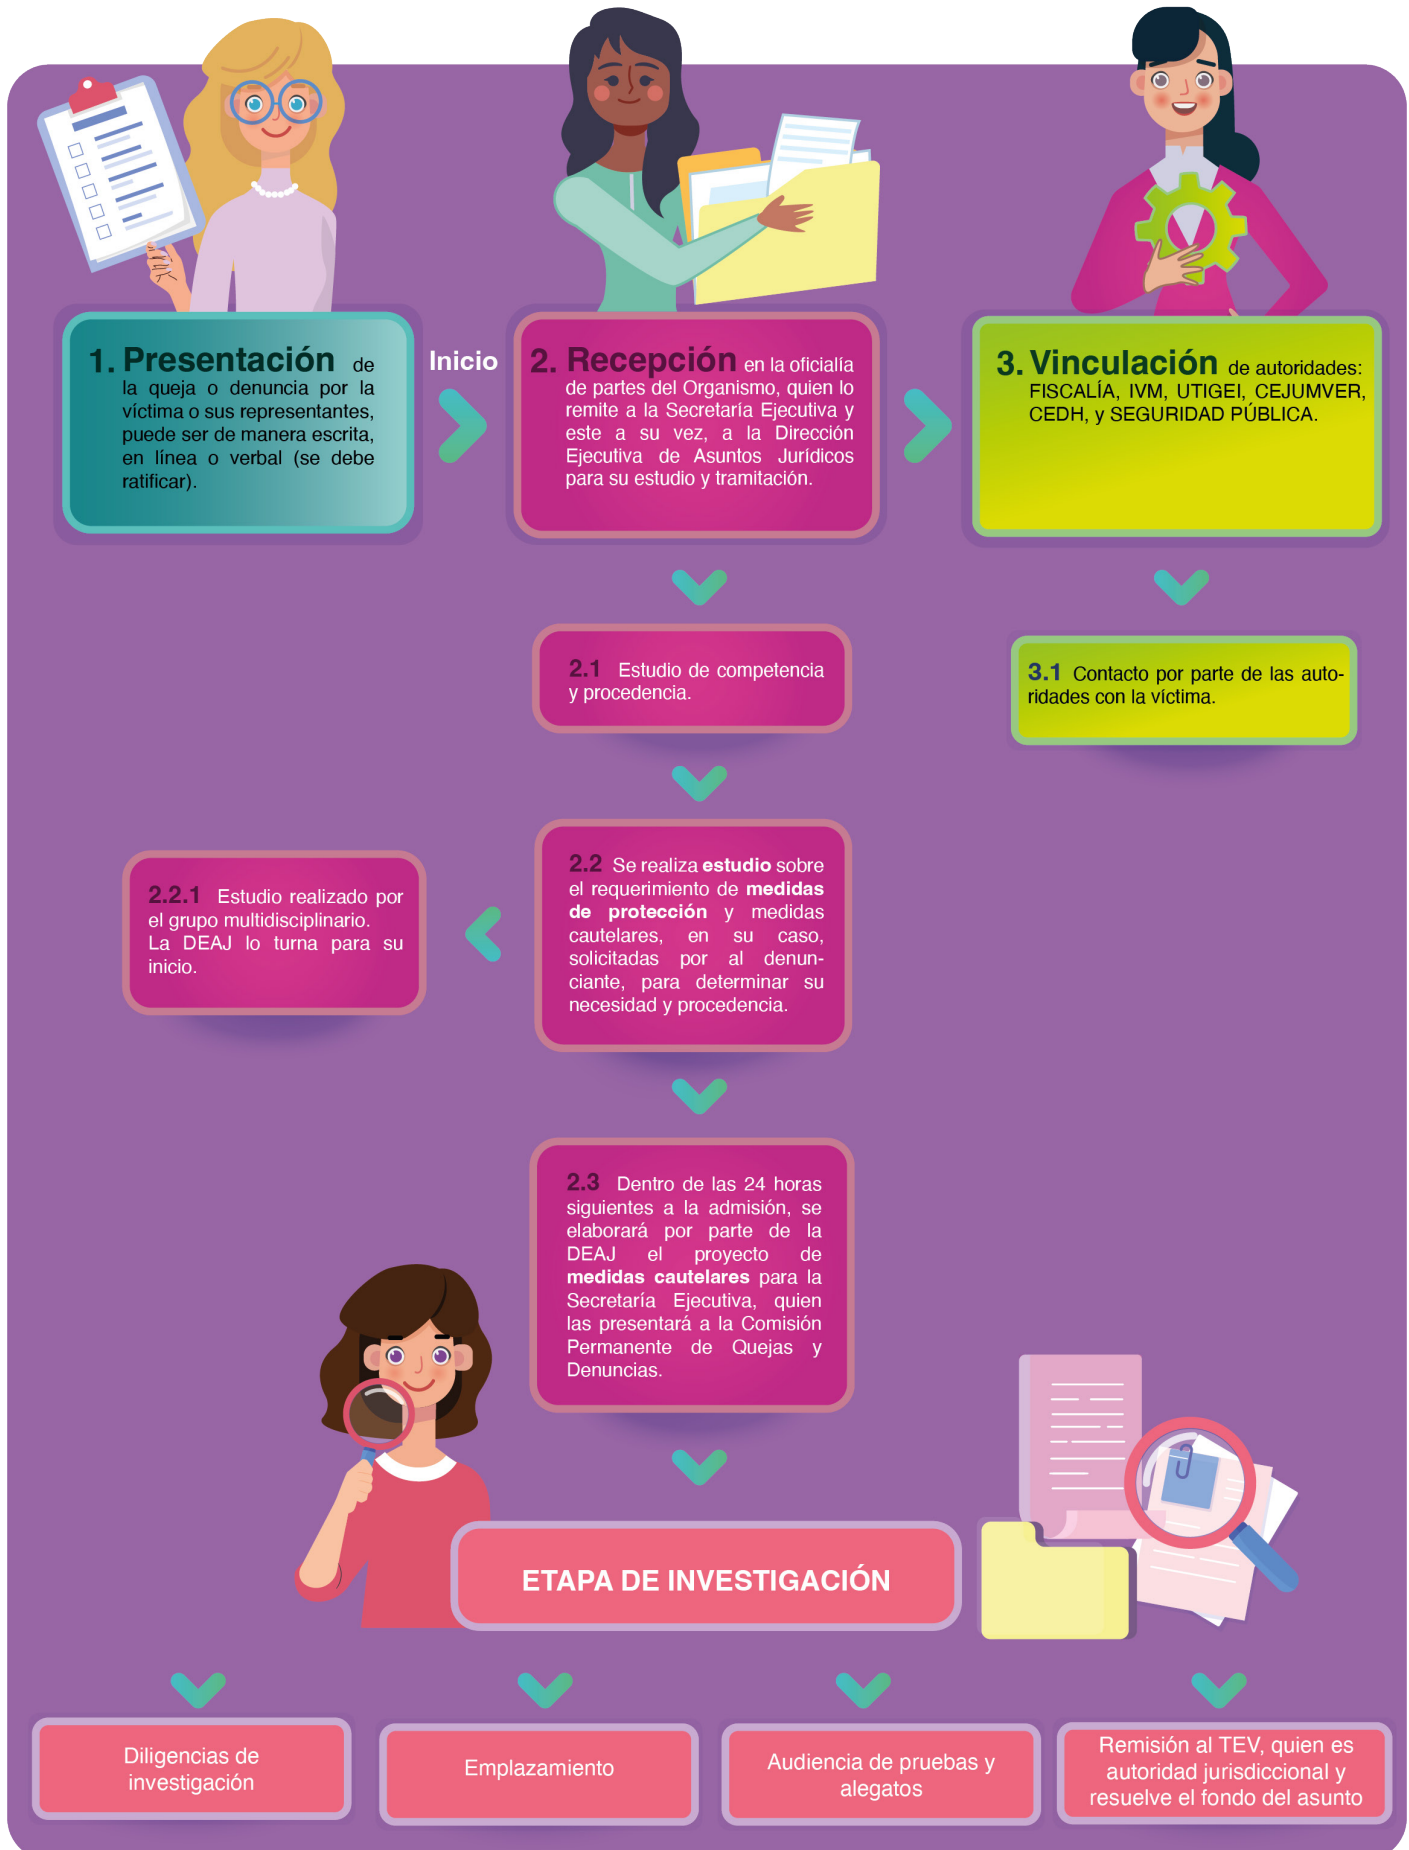 1. Presentación de
la queja o denuncia por la
víctima o sus representantes,
puede ser de manera escrita,
en línea o verbal (se debe
ratificar).
Inicio
2. Recepción en la oficialía
de partes del Organismo, quien lo
remite a la Secretaría Ejecutiva y
este a su vez, a la Dirección
Ejecutiva de Asuntos Jurídicos
para su estudio y tramitación.
3. Vinculación de autoridades:
FISCALÍA, IVM, UTIGEI, CEJUMVER,
CEDH, y SEGURIDAD PÚBLICA.
2.1 Estudio de competencia
y procedencia.
3.1 Contacto por parte de las auto-
ridades con la víctima.
2.2 Se realiza estudio sobre
el requerimiento de medidas
de protección y medidas
cautelares, en su caso,
solicitadas por al denun-
ciante, para determinar su
necesidad y procedencia.
2.2.1 Estudio realizado por
el grupo multidisciplinario.
La DEAJ lo turna para su
inicio.
2.3 Dentro de las 24 horas
siguientes a la admisión, se
elaborará por parte de la
DEAJ el proyecto de
medidas cautelares para la
Secretaría Ejecutiva, quien
las presentará a la Comisión
Permanente de Quejas y
Denuncias.
ETAPA DE INVESTIGACIÓN
Diligencias de
investigación
Emplazamiento
Audiencia de pruebas y
alegatos
Remisión al TEV, quien es
autoridad jurisdiccional y
resuelve el fondo del asunto